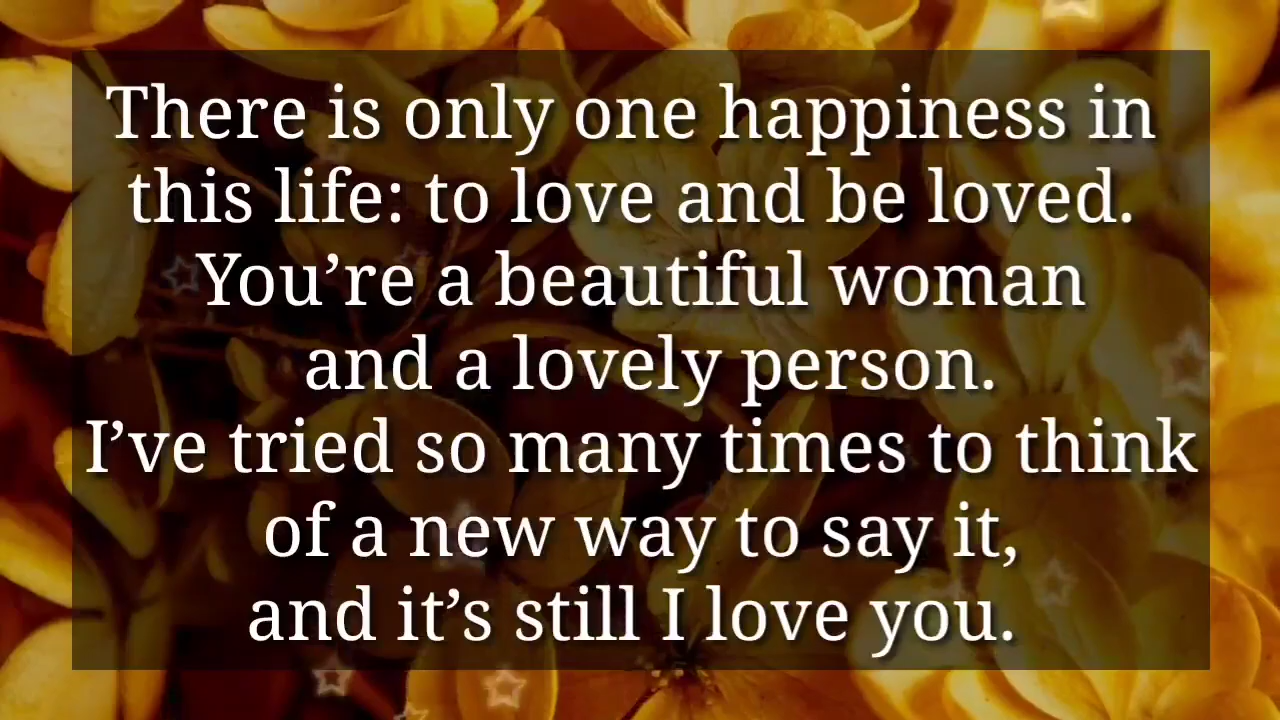 There is only one happiness in
this life: to love and be loved.
You’re a beautiful woman
and a lovely person.
I’ve tried so many times to think
of a new way to say it,
and it’s still I love you.